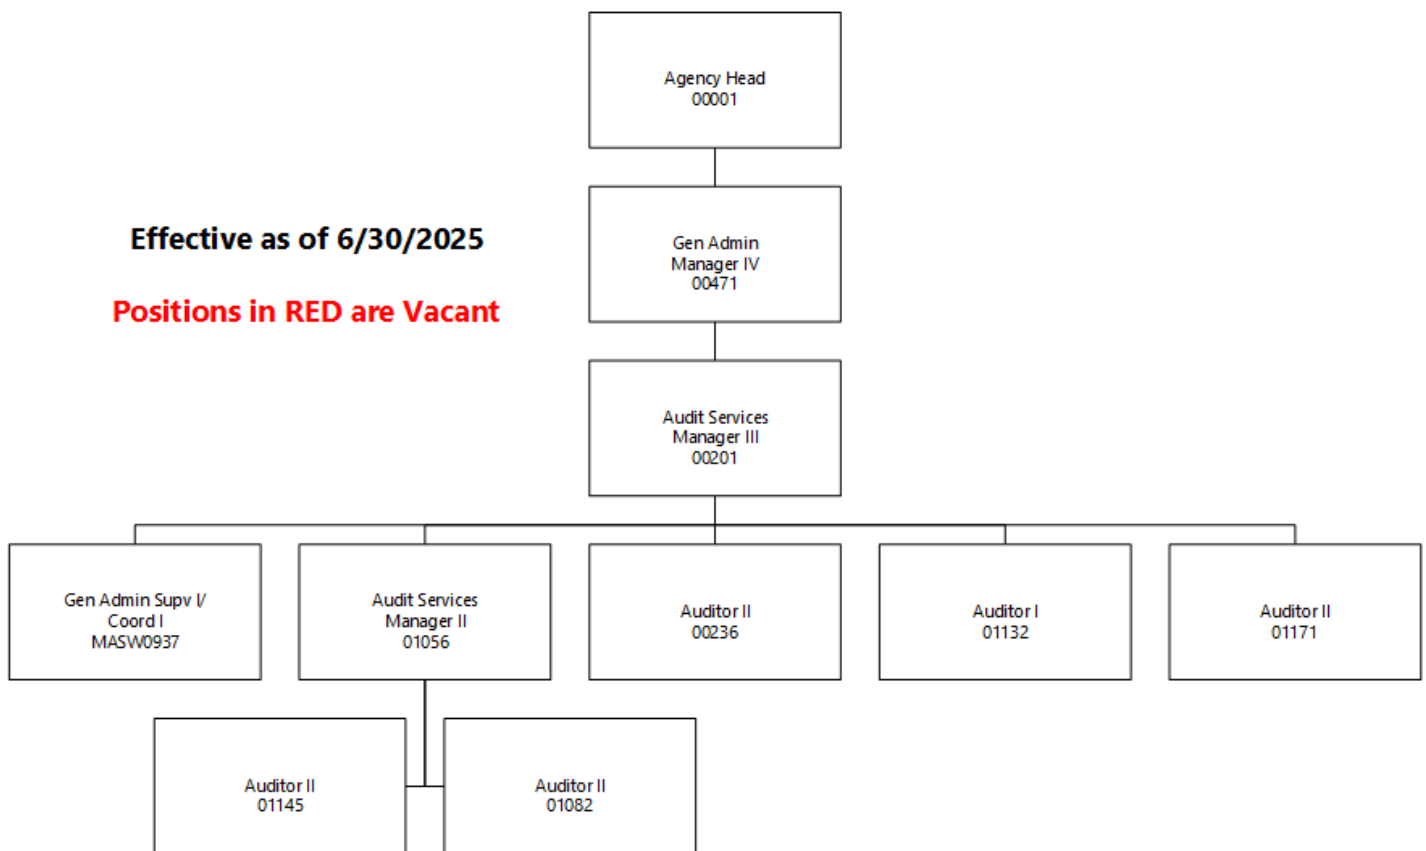 Agency Head
00001
Effective as of 6/30/2025
Positions in RED are Vacant
Gen Admin
Manager IV
00471
Audit Services
Manager III
00201
Gen Admin Supv I/
Coord I
MASW0937
Audit Services
Manager II
01056
Auditor II
00236
Auditor I
01132
Auditor II
01171
Auditor II
01145
Auditor II
01082